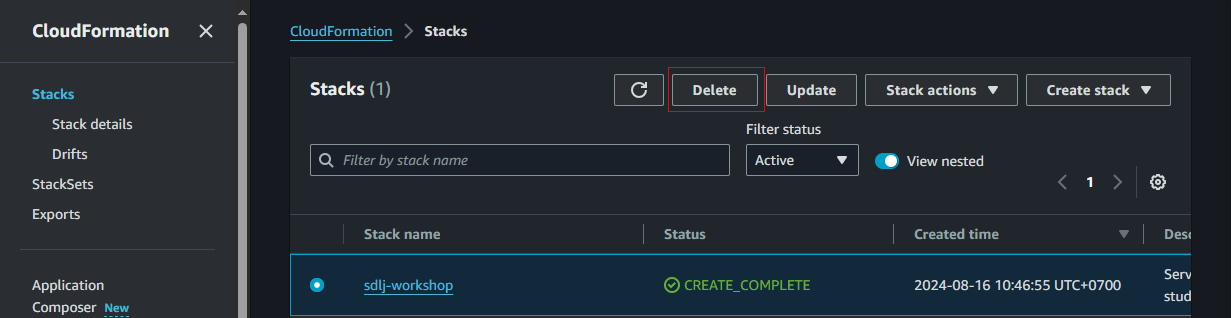 CloudFormation
CloudFormation > Stacks
Stacks
Stack details
Drifts
StackSets
Exports
Application
Composer New
Stacks (1)
Delete
Update
Stack actions
Create stack
Filter status
Filter by stack name
Active
View nested
1
Stack name Status Created time Desc
sdlj-workshop CREATE_COMPLETE 2024-08-16 10:46:55 UTC+0700 Serv
stud